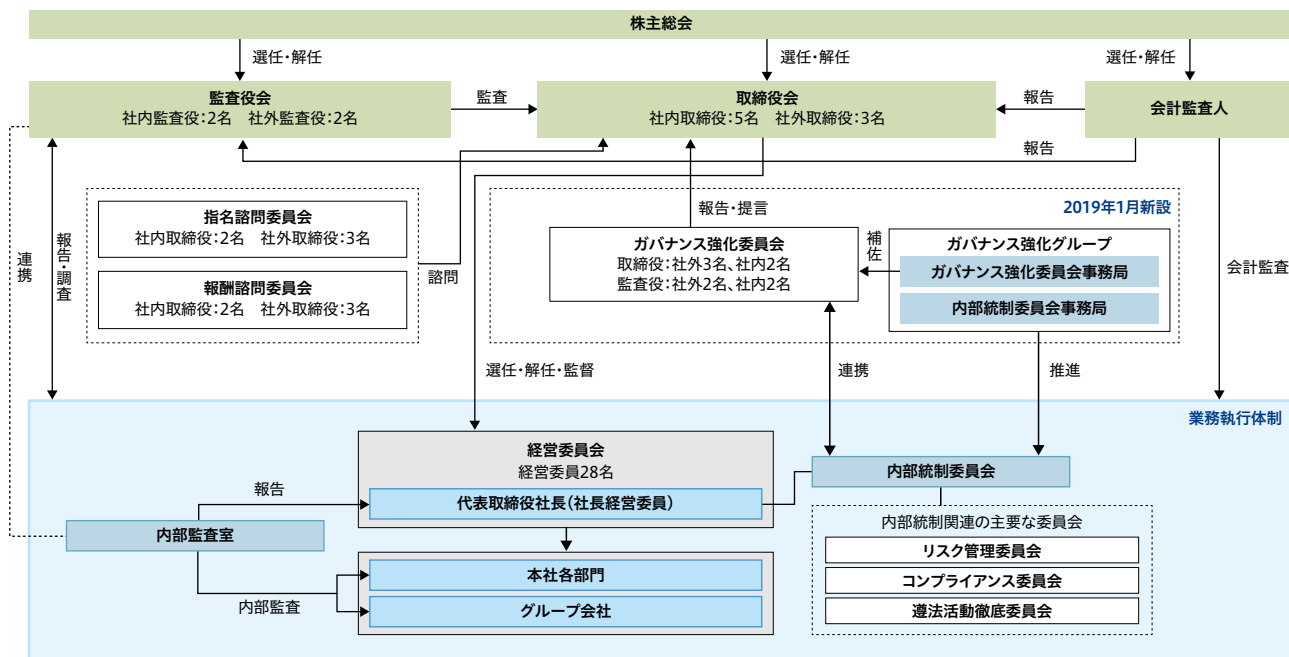 株主総会
選任・解任
選任・解任
選任・解任
監査役会
社内監査役:2名 社外監査役:2名
監査
取締役会
社内取締役:5名 社外取締役:3名
報告
会計監査人
報告
連携
報告・調査
指名諮問委員会
社内取締役:2名 社外取締役:3名
報酬諮問委員会
社内取締役:2名 社外取締役:3名
諮問
報告・提言
2019年1月新設
ガバナンス強化委員会
取締役:社外3名、社内2名
監査役:社外2名、社内2名
補佐
ガバナンス強化グループ
ガバナンス強化委員会事務局
内部統制委員会事務局
会計監査
選任・解任・監督
連携
推進
業務執行体制
経営委員会
経営委員28名
代表取締役社長(社長経営委員)
内部統制委員会
報告
内部監査室
内部監査
本社各部門
グループ会社
内部統制関連の主要な委員会
リスク管理委員会
コンプライアンス委員会
遵法活動徹底委員会